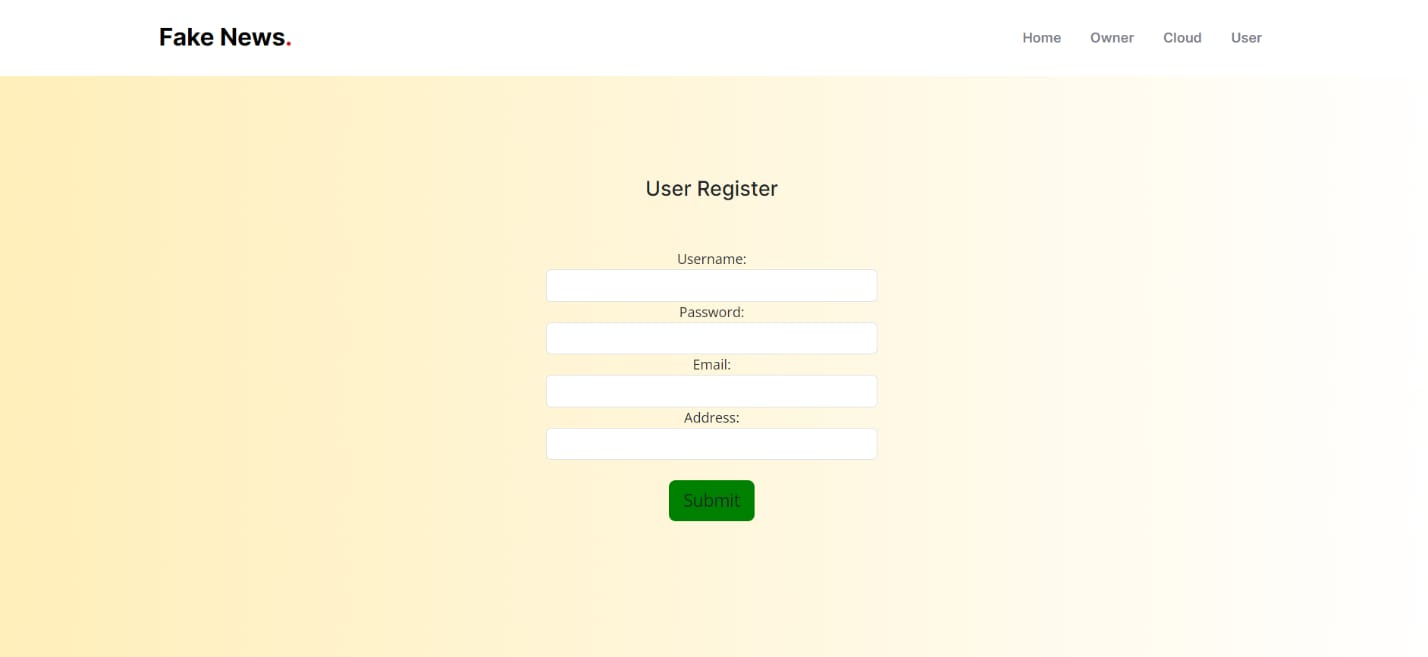 Fake News.
Home Owner Cloud User
User Register
Username:
Password:
Email:
Address:
Submit